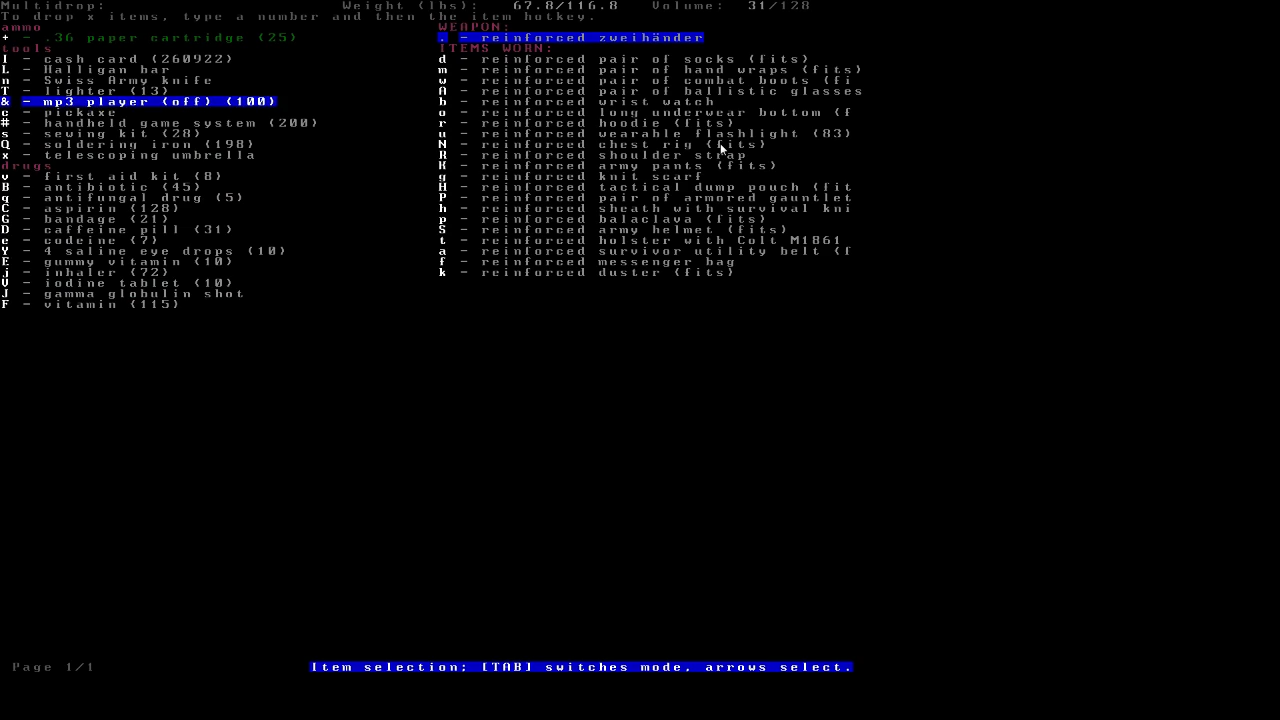 Multidrop: Weight (lbs): 67.8/116.8 Volume: 31/128
To drop x items, type a number and then the item hotkey.
ammo
+ - .36 paper cartridge (25)
tools
l - cash card (260922)
L - Halligan bar
n - Swiss Army knife
T - lighter (13)
& - mp3 player (off) (100)
c - pickaxe
# - handheld game system (200)
s - sewing kit (28)
Q - soldering iron (198)
x - telescoping umbrella
drugs
v - first aid kit (8)
B - antibiotic (45)
q - antifungal drug (5)
C - aspirin (128)
G - bandage (21)
D - caffeine pill (31)
e - codeine (7)
Y - 4 saline eye drops (10)
E - gummy vitamin (10)
j - inhaler (72)
V - iodine tablet (10)
J - gamma globulin shot
F - vitamin (115)
WEAPON:
. - reinforced zweihänder
ITEMS WORN:
d - reinforced pair of socks (fits)
m - reinforced pair of hand wraps (fits)
w - reinforced pair of combat boots (fi
A - reinforced pair of ballistic glasses
b - reinforced wrist watch
o - reinforced long underwear bottom (f
r - reinforced hoodie (fits)
u - reinforced wearable flashlight (83)
N - reinforced chest rig (fits)
R - reinforced shoulder strap
K - reinforced army pants (fits)
g - reinforced knit scarf
H - reinforced tactical dump pouch (fit
P - reinforced pair of armored gauntlet
h - reinforced sheath with survival kni
p - reinforced balaclava (fits)
S - reinforced army helmet (fits)
t - reinforced holster with Colt M1861
a - reinforced survivor utility belt (f
f - reinforced messenger bag
k - reinforced duster (fits)
Page 1/1 Item selection: [TAB] switches mode, arrows select.